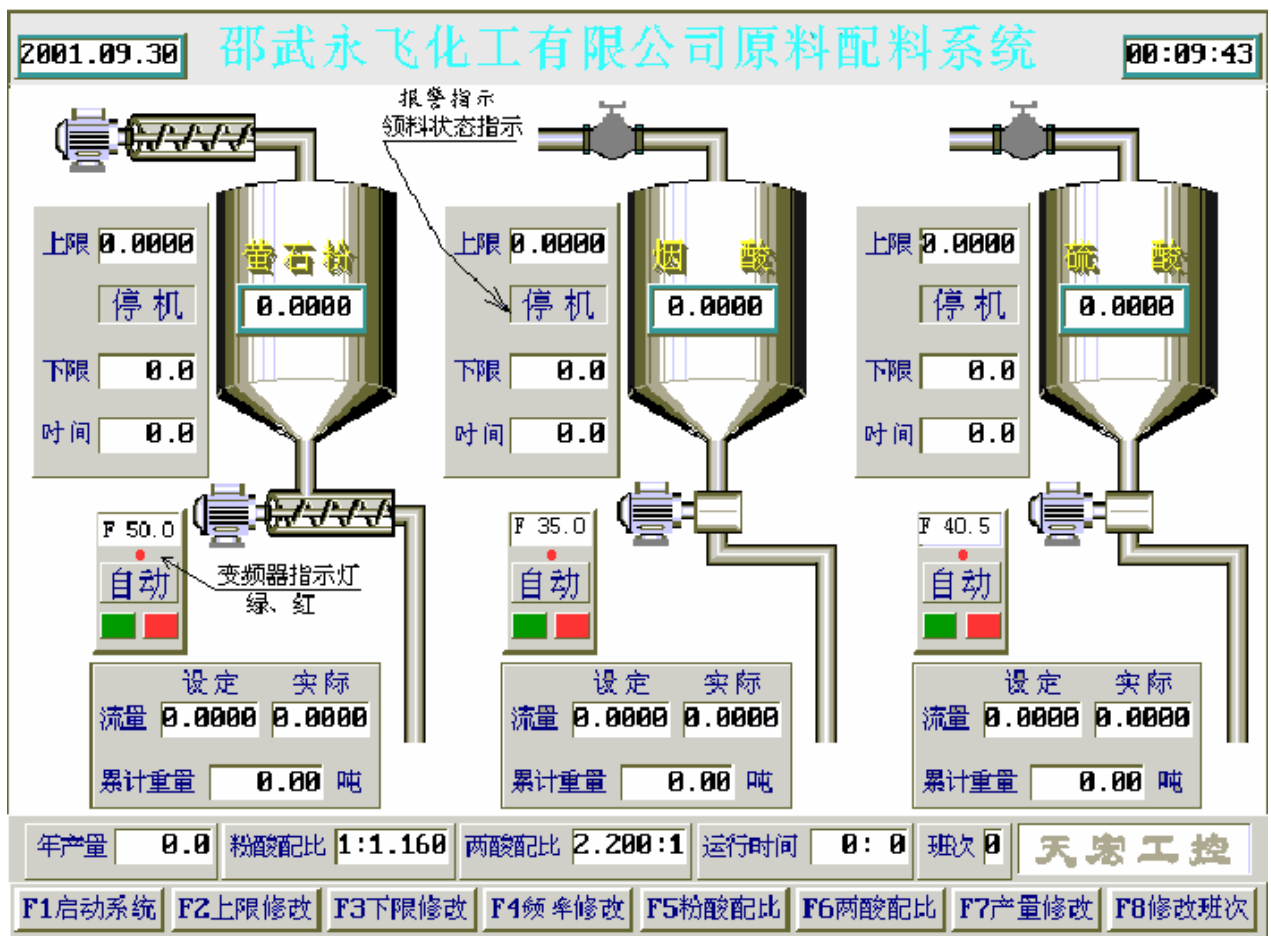 2001.09.30 邵武永飞化工有限公司原料配料系统 00:09:43
报警指示
领料状态指示
上限 0.0000 萤石粉 上限 0.0000 烟 酸 上限 0.0000 硫 酸
停机 0.0000 停机 0.0000 停机 0.0000
下限 0.0 下限 0.0 下限 0.0
时间 0.0 时间 0.0 时间 0.0
F 50.0 F 35.0 F 40.5
自动 变频器指示灯 自动 自动
绿、红
设定 实际 设定 实际 设定 实际
流量 0.0000 0.0000 流量 0.0000 0.0000 流量 0.0000 0.0000
累计重量 0.00 吨 累计重量 0.00 吨 累计重量 0.00 吨
年产量 0.0 粉酸配比 1:1.160 两酸配比 2.200:1 运行时间 0: 0 班次 0 天宏工控
F1启动系统 F2上限修改 F3下限修改 F4频率修改 F5粉酸配比 F6两酸配比 F7产量修改 F8修改班次